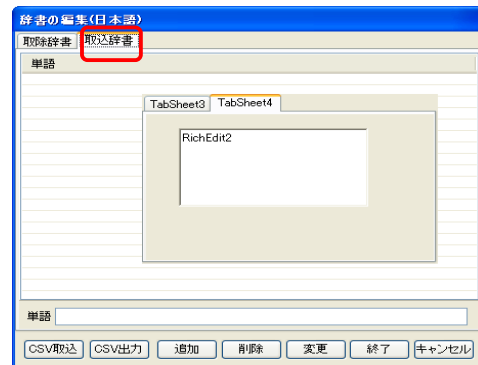 辞書の編集(日本語)
取除辞書 取込辞書
単語
TabSheet3 TabSheet4
RichEdit2
単語
CSV取込 CSV出力 追加 削除 変更 終了 キャンセル